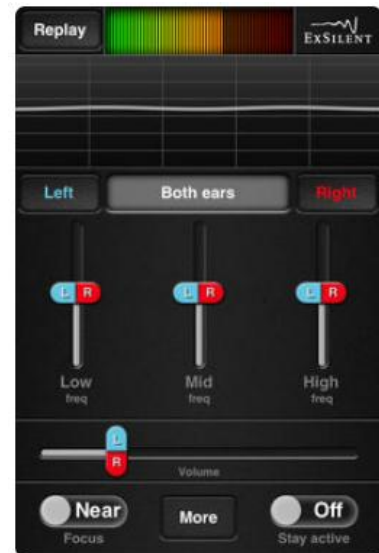 Replay
EXSILENT
Left Both ears Right
L R L R L R
Low Mid High
freq freq freq
L
R
Volume
Near More Off
Focus Stay active